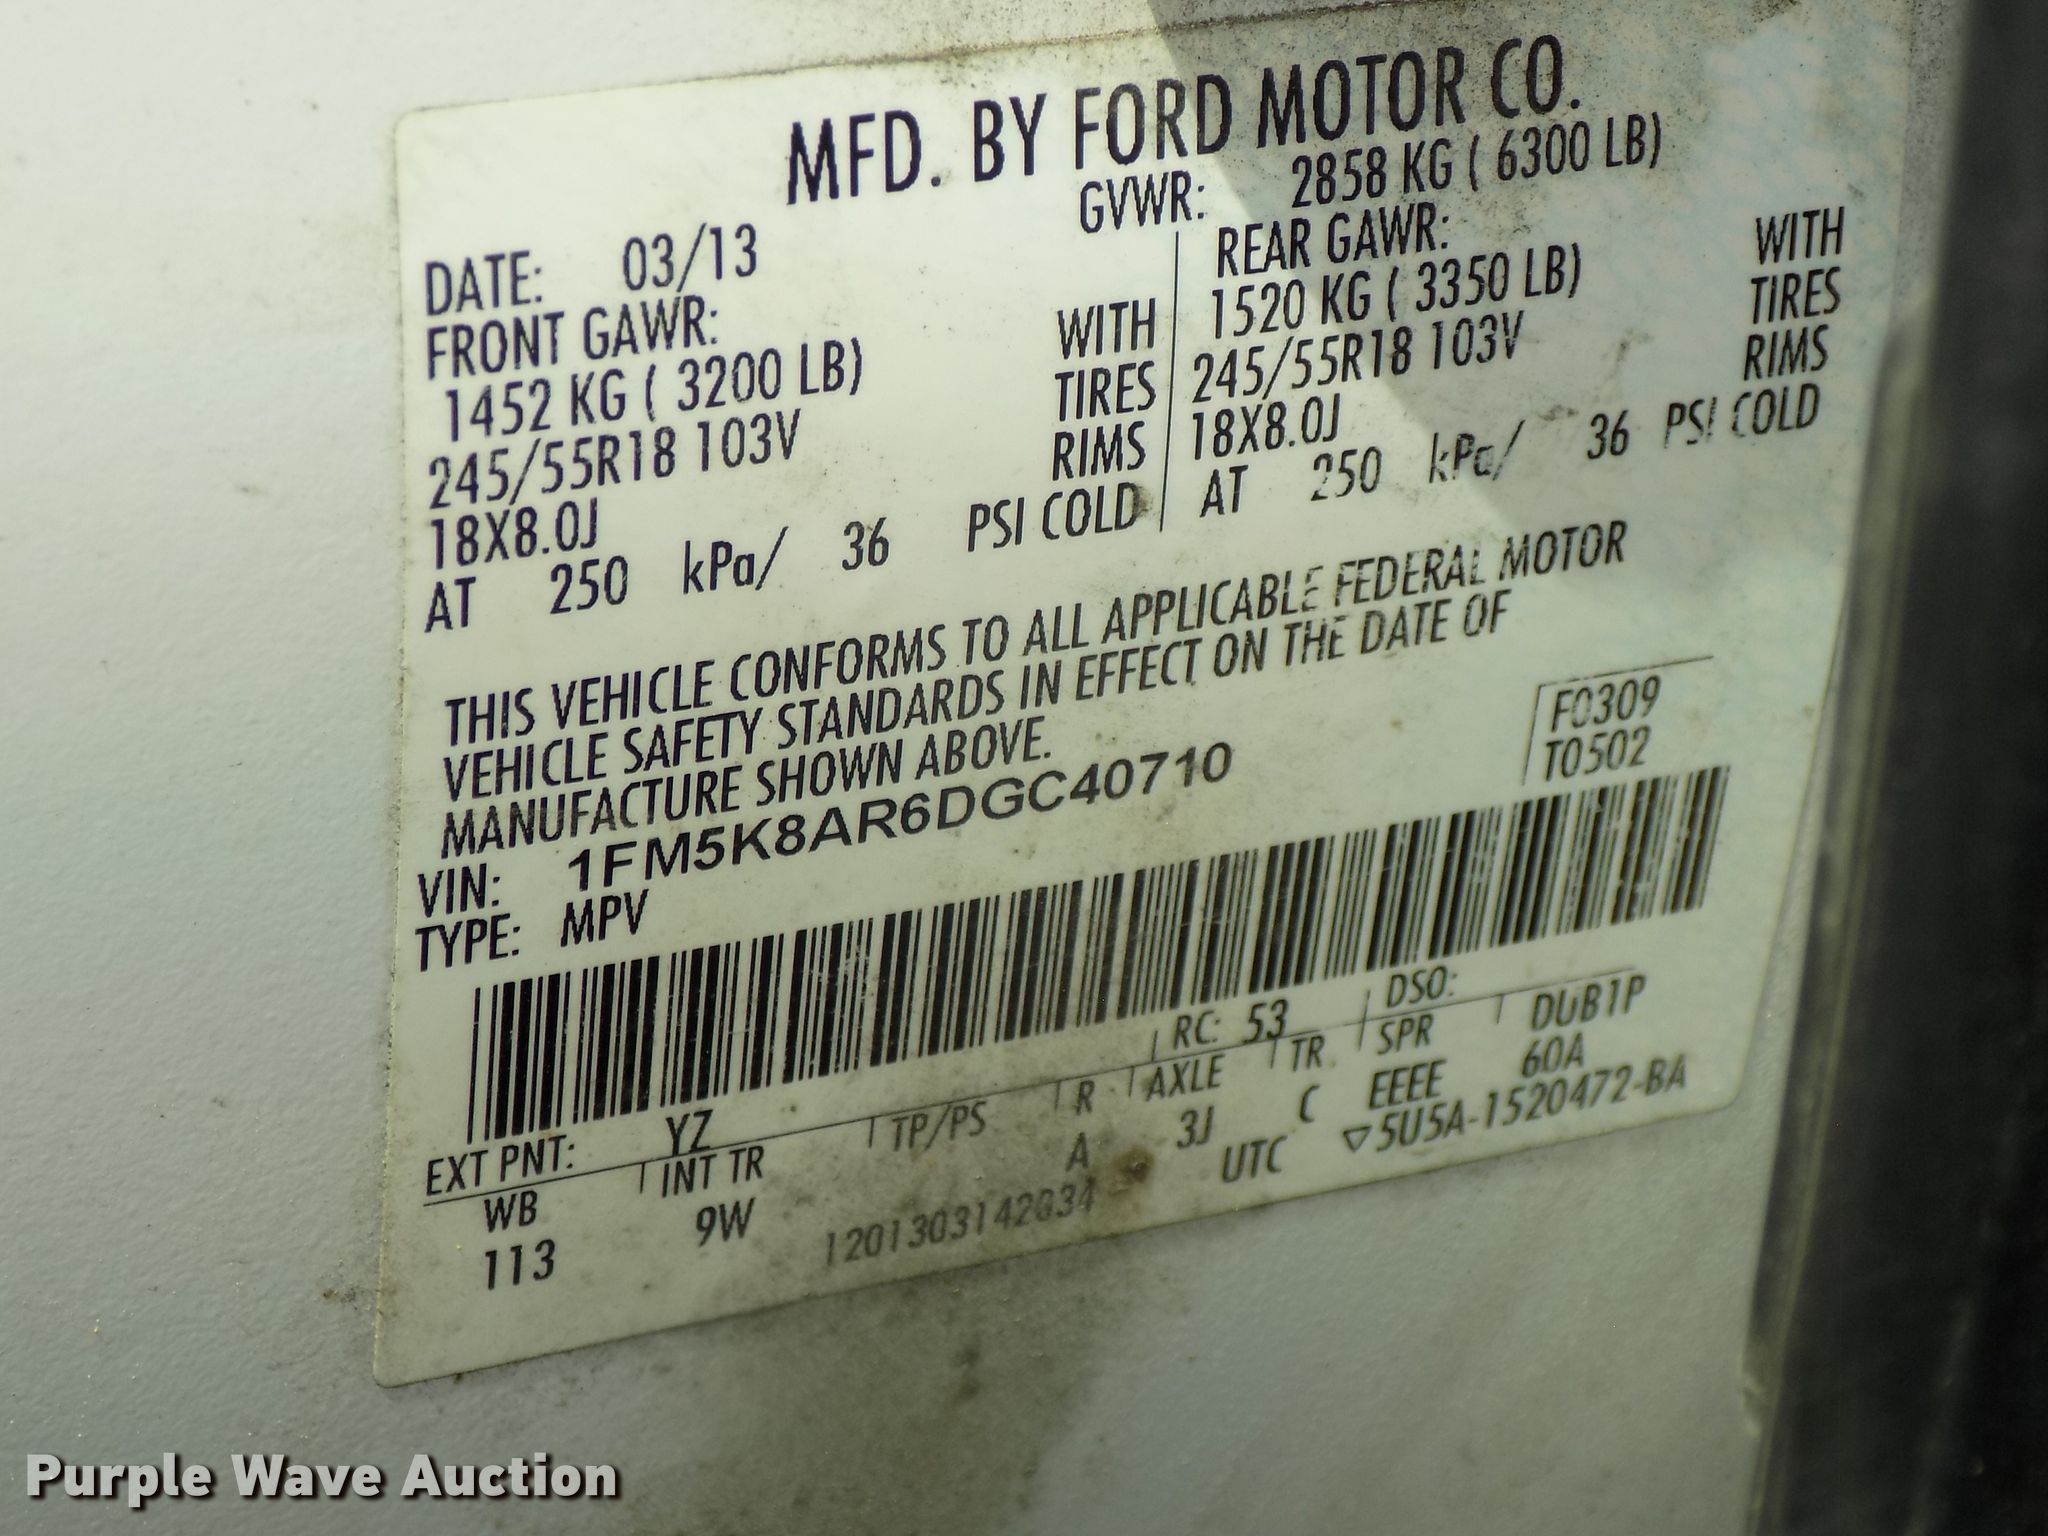 MFD. BY FORD MOTOR CO.
DATE: 03/13 GVWR: 2858 KG ( 6300 LB)
FRONT GAWR: REAR GAWR:
1452 KG ( 3200 LB) WITH 1520 KG ( 3350 LB) WITH
245/55R18 103V TIRES 245/55R18 103V TIRES
18X8.0J RIMS 18X8.0J RIMS
AT 250 kPa/ 36 PSI COLD AT 250 kPa/ 36 PSI COLD
THIS VEHICLE CONFORMS TO ALL APPLICABLE FEDERAL MOTOR
VEHICLE SAFETY STANDARDS IN EFFECT ON THE DATE OF
MANUFACTURE SHOWN ABOVE.
F0309
T0502
VIN: 1FM5K8AR6DGC40710
TYPE: MPV
EXT PNT: YZ RC: 53 DSO:
WB INT TR TP/PS R AXLE TR SPR DUB1P
113 9W A 3J C EEEE 60A
1201303142034 UTC ▽5U5A-1520472-BA
Purple Wave Auction